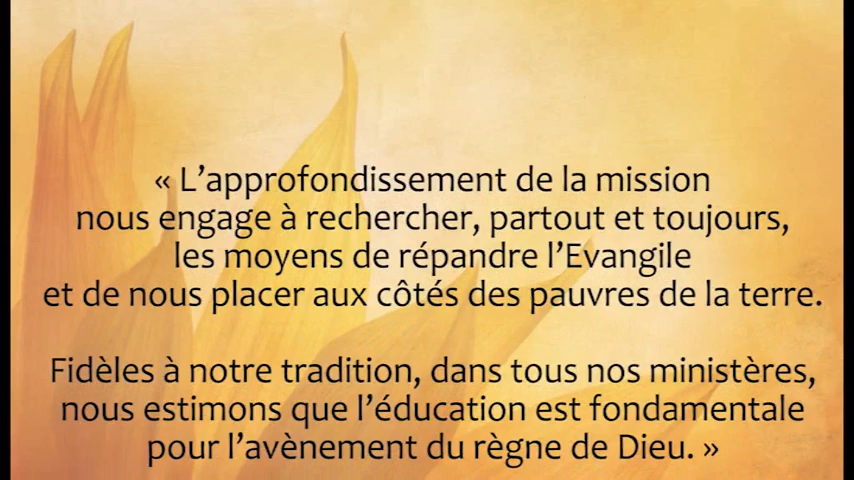 « L’approfondissement de la mission
nous engage à rechercher, partout et toujours,
les moyens de répandre l’Evangile
et de nous placer aux côtés des pauvres de la terre.
Fidèles à notre tradition, dans tous nos ministères,
nous estimons que l’éducation est fondamentale
pour l’avènement du règne de Dieu. »